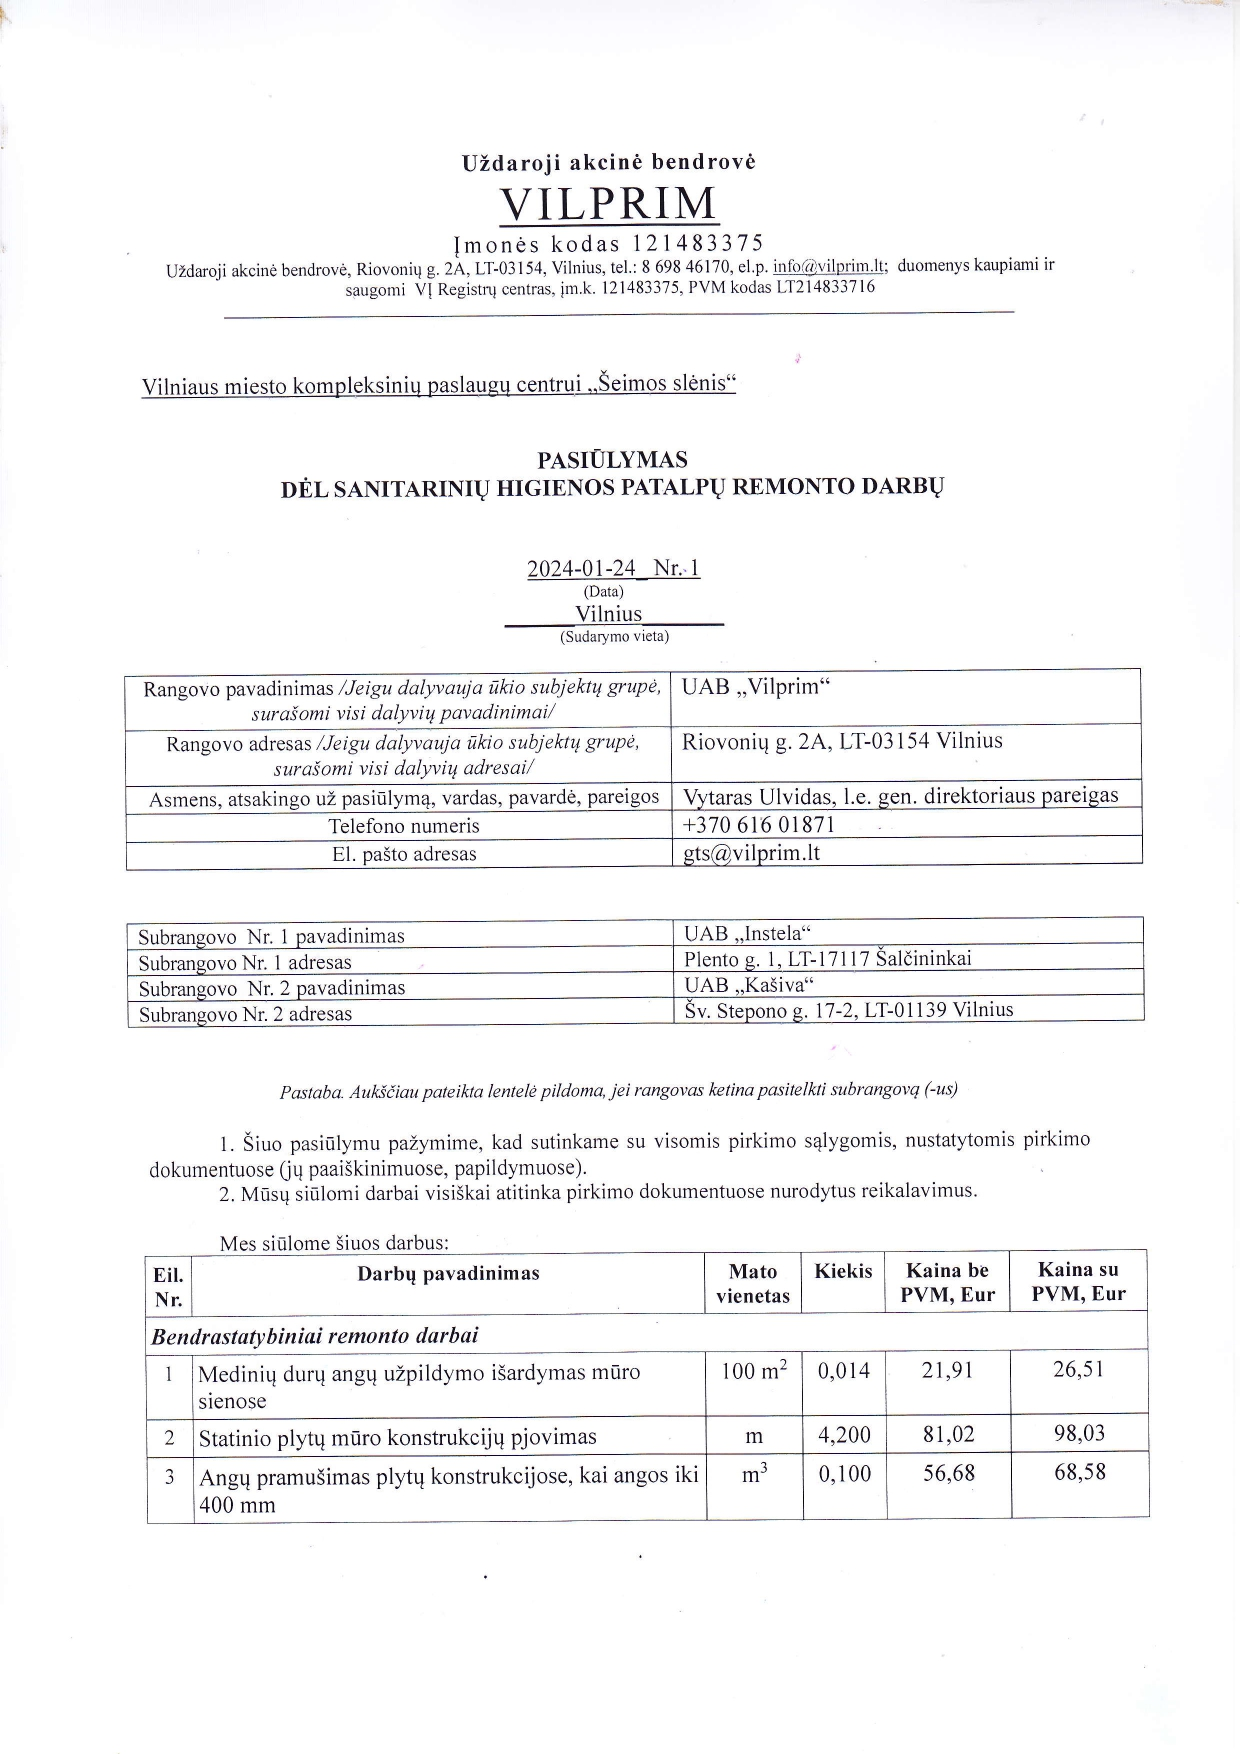 Uždaroji akcinė bendrovė
VILPRIM
Įmonės kodas 121483375
Uždaroji akcinė bendrovė, Riovonių g. 2A, LT-03154, Vilnius, tel.: 8 698 46170, el.p. info@vilprim.lt; duomenys kaupiami ir
saugomi VĮ Registrų centras, įm.k. 121483375, PVM kodas LT214833716
Vilniaus miesto kompleksinių paslaugų centrui „Šeimos slėnis“
PASIŪLYMAS
DĖL SANITARINIŲ HIGIENOS PATALPŲ REMONTO DARBŲ
2024-01-24_ Nr. 1
(Data)
Vilnius
(Sudarymo vieta)
Rangovo pavadinimas /Jeigu dalyvauja ūkio subjektų grupė, UAB „Vilprim“
surašomi visi dalyvių pavadinimai/
Rangovo adresas /Jeigu dalyvauja ūkio subjektų grupė, Riovonių g. 2A, LT-03154 Vilnius
surašomi visi dalyvių adresai/
Asmens, atsakingo už pasiūlymą, vardas, pavardė, pareigos Vytaras Ulvidas, l.e. gen. direktoriaus pareigas
Telefono numeris +370 616 01871
El. pašto adresas gts@vilprim.lt
Subrangovo Nr. 1 pavadinimas UAB „Instela“
Subrangovo Nr. 1 adresas Plento g. 1, LT-17117 Šalčininkai
Subrangovo Nr. 2 pavadinimas UAB „Kašiva“
Subrangovo Nr. 2 adresas Šv. Stepono g. 17-2, LT-01139 Vilnius
Pastaba. Aukščiau pateikta lentelė pildoma, jei rangovas ketina pasitelkti subrangovą (-us)
1. Šiuo pasiūlymu pažymime, kad sutinkame su visomis pirkimo sąlygomis, nustatytomis pirkimo
dokumentuose (jų paaiškinimuose, papildymuose).
2. Mūsų siūlomi darbai visiškai atitinka pirkimo dokumentuose nurodytus reikalavimus.
Mes siūlome šiuos darbus:
Eil. Darbų pavadinimas Mato Kiekis Kaina be Kaina su
Nr. vienetas PVM, Eur PVM, Eur
Bendrastatybiniai remonto darbai
1 Medinių durų angų užpildymo išardymas mūro 100 m² 0,014 21,91 26,51
sienose
2 Statinio plytų mūro konstrukcijų pjovimas m 4,200 81,02 98,03
3 Angų pramušimas plytų konstrukcijose, kai angos iki m³ 0,100 56,68 68,58
400 mm